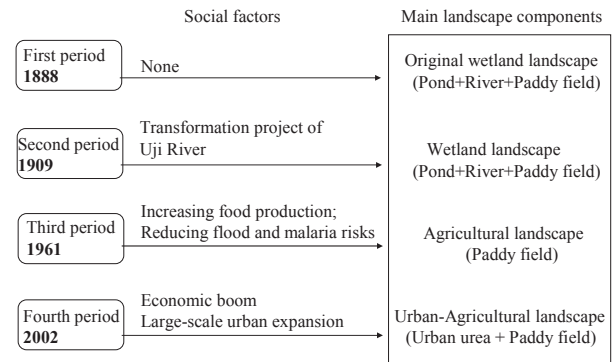 Social factors
Main landscape components
First period
1888
None
Original wetland landscape
(Pond+River+Paddy field)
Second period
1909
Transformation project of
Uji River
Wetland landscape
(Pond+River+Paddy field)
Third period
1961
Increasing food production;
Reducing flood and malaria risks
Agricultural landscape
(Paddy field)
Fourth period
2002
Economic boom
Large-scale urban expansion
Urban-Agricultural landscape
(Urban urea + Paddy field)